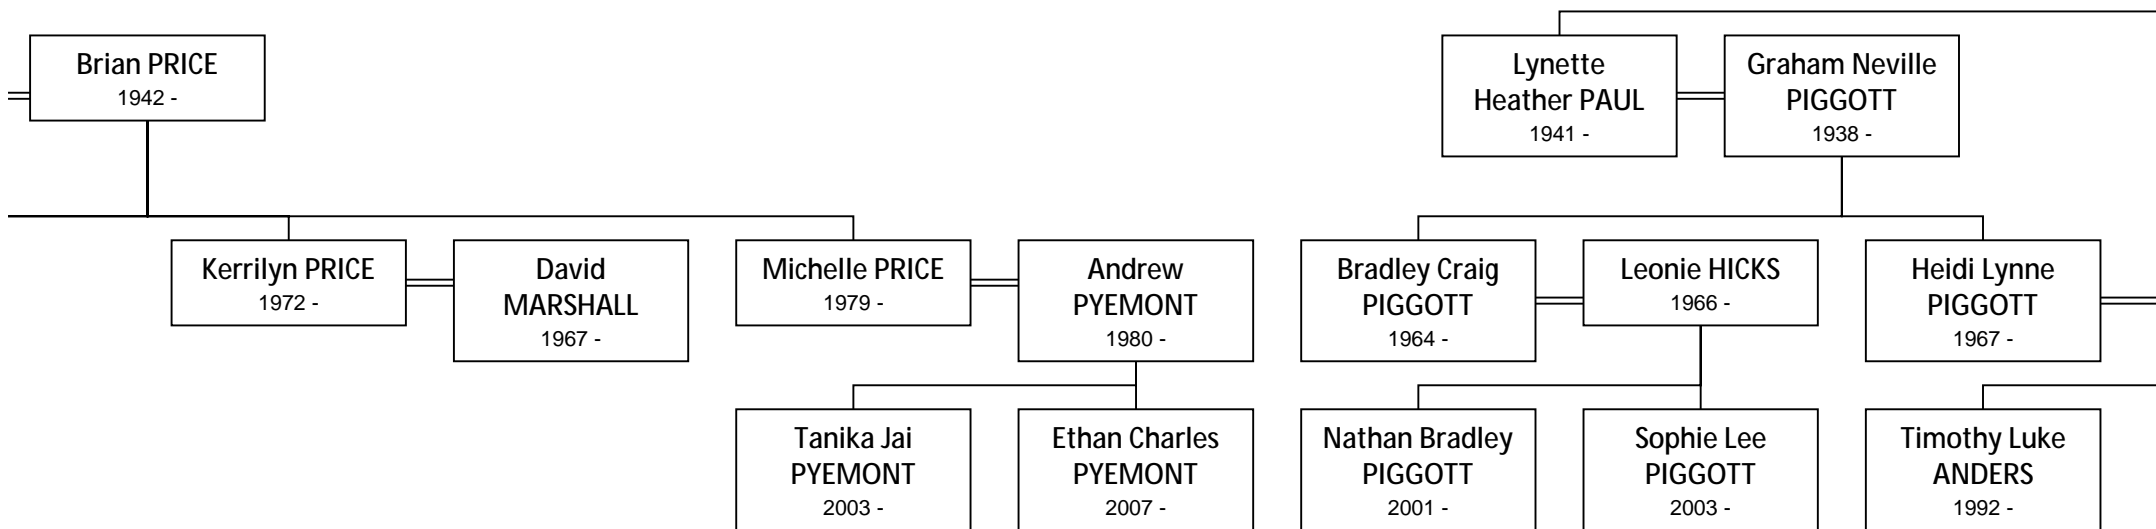 Brian PRICE
1942 -
Lynette
Heather PAUL
1941 -
Graham Neville
PIGGOTT
1938 -
Kerrilyn PRICE
1972 -
David
MARSHALL
1967 -
Michelle PRICE
1979 -
Andrew
PYEMONT
1980 -
Bradley Craig
PIGGOTT
1964 -
Leonie HICKS
1966 -
Heidi Lynne
PIGGOTT
1967 -
Tanika Jai
PYEMONT
2003 -
Ethan Charles
PYEMONT
2007 -
Nathan Bradley
PIGGOTT
2001 -
Sophie Lee
PIGGOTT
2003 -
Timothy Luke
ANDERS
1992 -